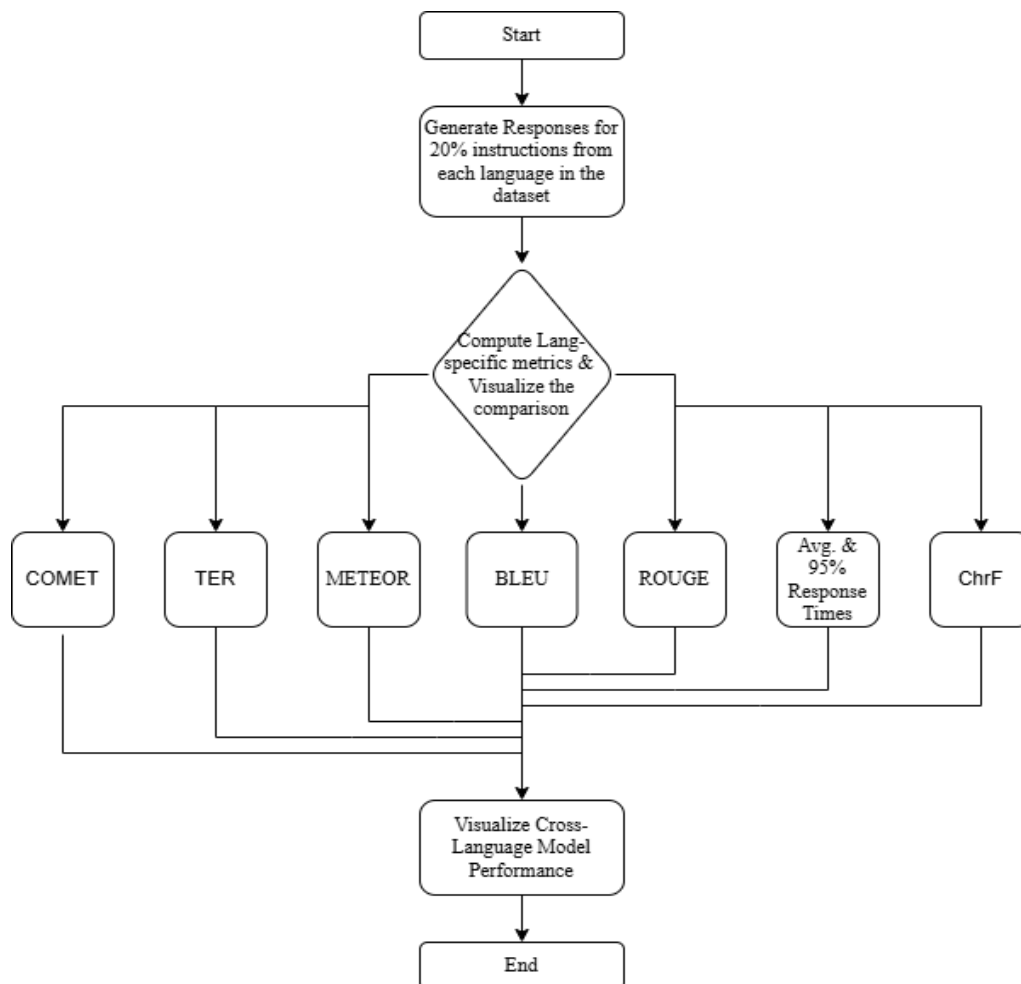 Start
Generate Responses for
20% instructions from
each language in the
dataset
Compute Lang-
specific metrics &
Visualize the
comparison
COMET
TER
METEOR
BLEU
ROUGE
Avg. &
95%
Response
Times
ChrF
Visualize Cross-
Language Model
Performance
End